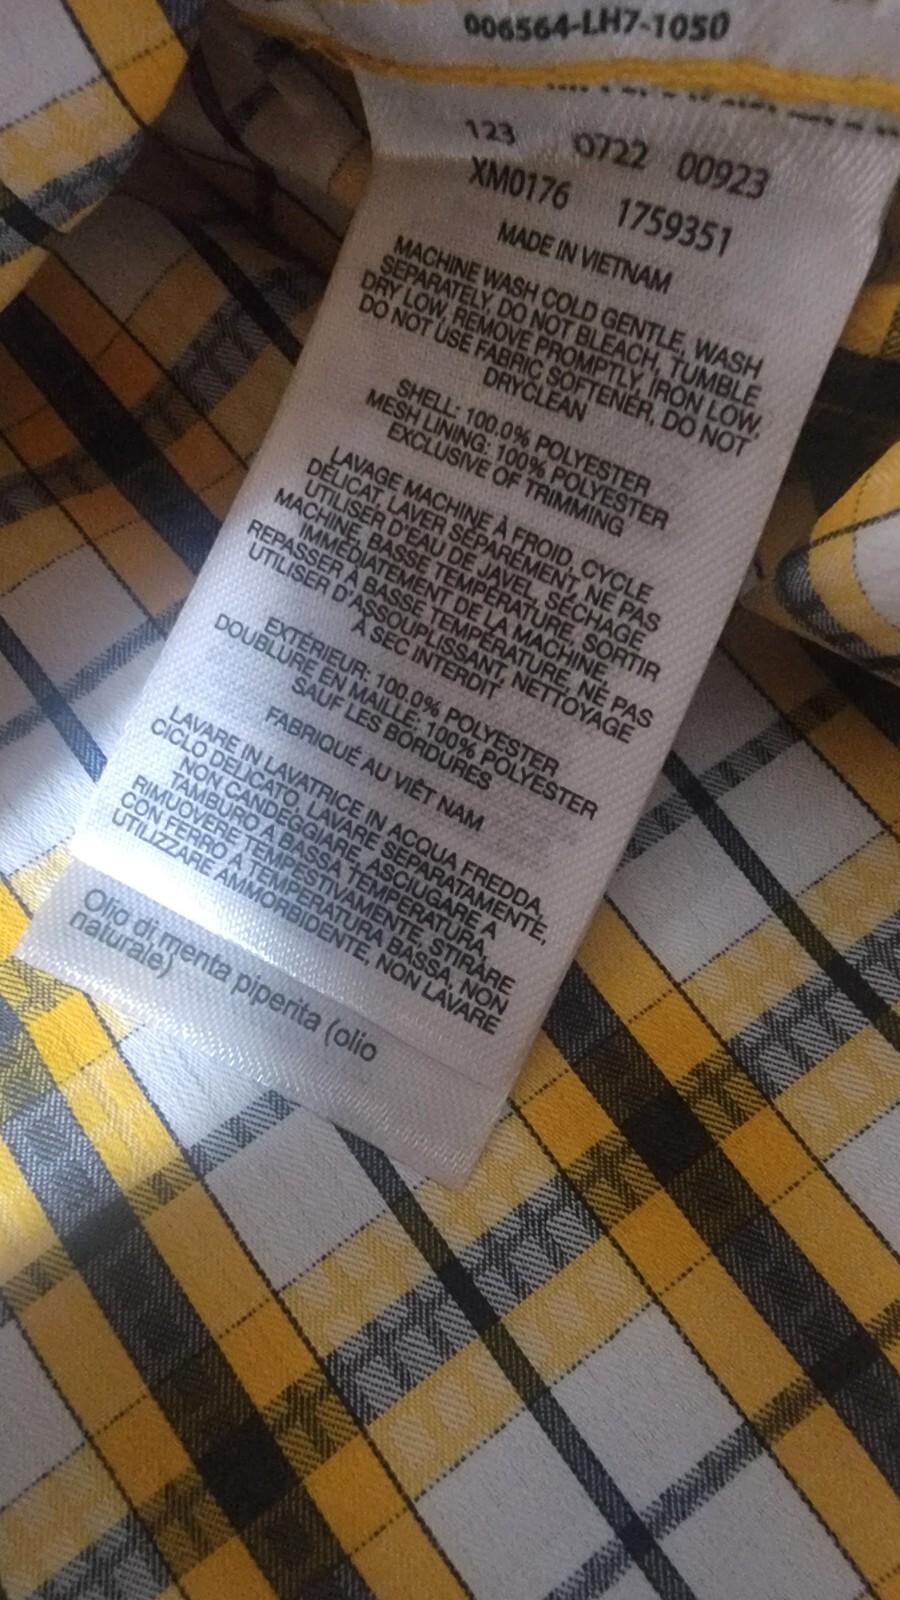 006564-LH7-1050
123 0722 00923
XM0176 1759351
MADE IN VIETNAM
MACHINE WASH COLD GENTLE, WASH
SEPARATELY, DO NOT BLEACH, TUMBLE
DRY LOW, REMOVE PROMPTLY, IRON LOW,
DO NOT USE FABRIC SOFTENER, DO NOT
DRYCLEAN
SHELL: 100.0% POLYESTER
MESH LINING: 100% POLYESTER
EXCLUSIVE OF TRIMMING
LAVAGE MACHINE À FROID, CYCLE
DÉLICAT, LAVER SÉPARÉMENT, NE PAS
UTILISER D'EAU DE JAVEL, SÉCHAGE
MACHINE, BASSE TEMPÉRATURE, SORTIR
IMMÉDIATEMENT DE LA MACHINE,
REPASSER À BASSE TEMPÉRATURE, NE PAS
UTILISER D'ASSOUPLISSANT, NETTOYAGE
À SEC INTERDIT
EXTÉRIEUR: 100.0% POLYESTER
DOUBLURE EN MAILLE: 100% POLYESTER
SAUF LES BORDURES
FABRIQUÉ AU VIÊT NAM
LAVARE IN LAVATRICE IN ACQUA FREDDA,
CICLO DELICATO, LAVARE SEPARATAMENTE,
NON CANDEGGIARE, ASCIUGARE A
TAMBURO A BASSA TEMPERATURA,
RIMUOVERE TEMPESTIVAMENTE, STIRARE
CON FERRO A TEMPERATURA BASSA, NON
UTILIZZARE AMMORBIDENTE, NON LAVARE
Olio di menta piperita (olio
naturale)